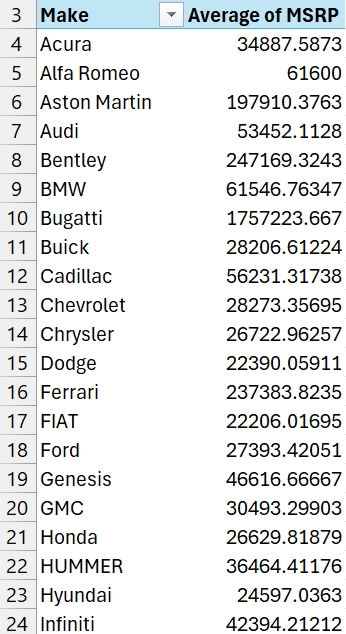 3 Make Average of MSRP
4 Acura 34887.5873
5 Alfa Romeo 61600
6 Aston Martin 197910.3763
7 Audi 53452.1128
8 Bentley 247169.3243
9 BMW 61546.76347
10 Bugatti 1757223.667
11 Buick 28206.61224
12 Cadillac 56231.31738
13 Chevrolet 28273.35695
14 Chrysler 26722.96257
15 Dodge 22390.05911
16 Ferrari 237383.8235
17 FIAT 22206.01695
18 Ford 27393.42051
19 Genesis 46616.66667
20 GMC 30493.29903
21 Honda 26629.81879
22 HUMMER 36464.41176
23 Hyundai 24597.0363
24 Infiniti 42394.21212